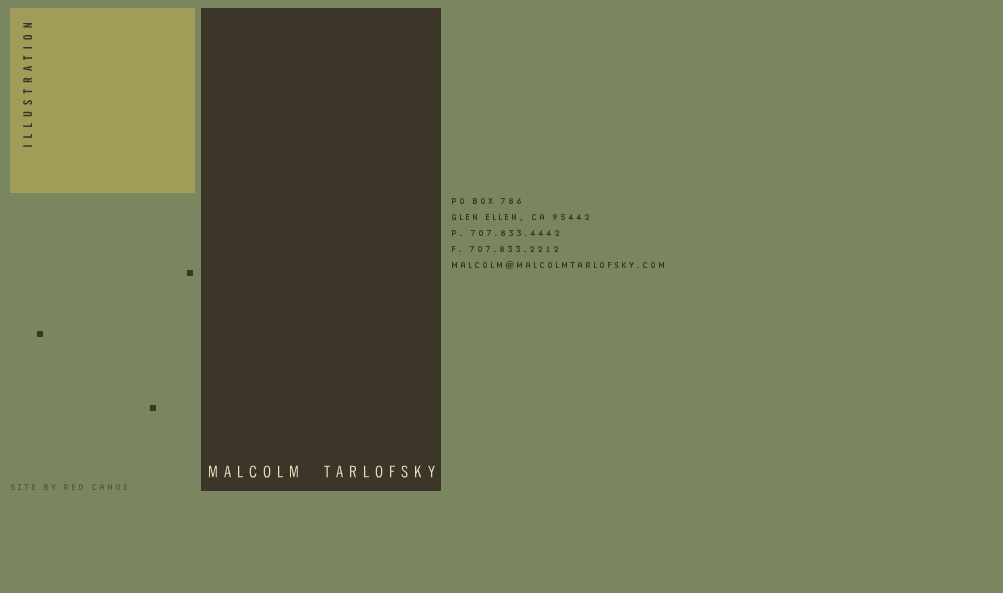 ILLUSTRATION
PO BOX 786
GLEN ELLEN, CA 95442
P. 707.833.4442
F. 707.833.2212
MALCOLM@MALCOLMTARLOFSKY.COM
MALCOLM TARLOFSKY
SITE BY RED CANOE